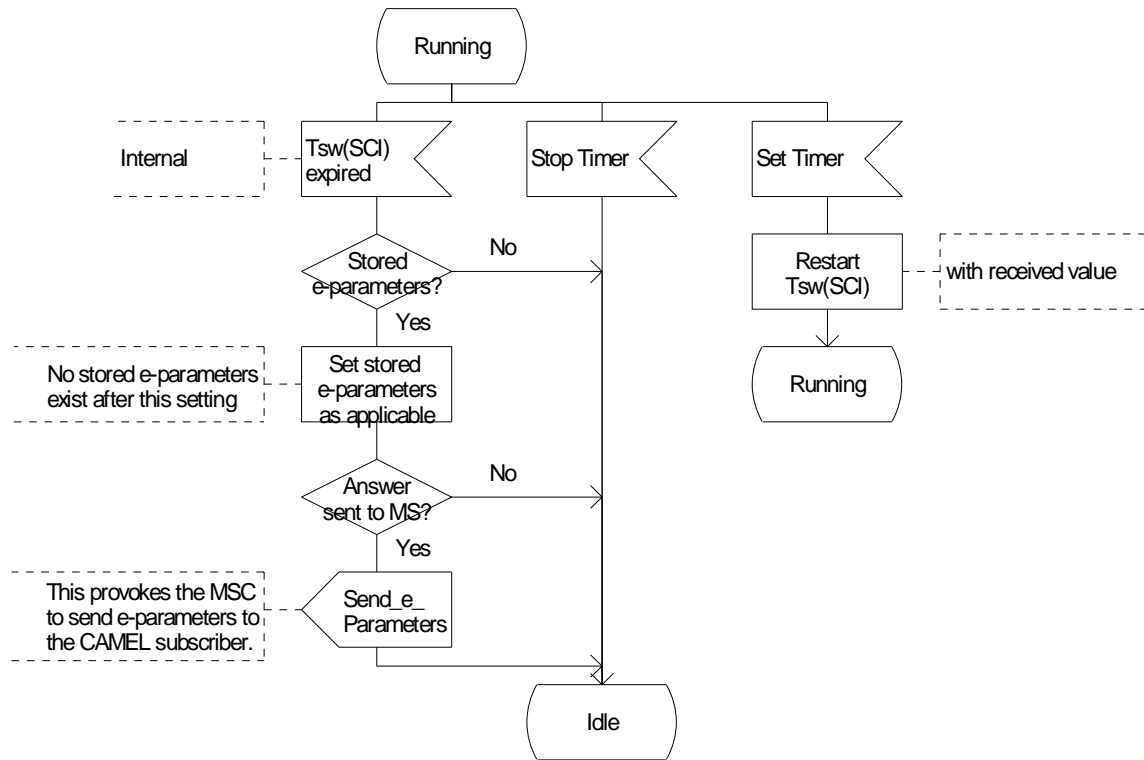 Running
Internal
Tsw(SCI)
expired
Stop Timer
Set Timer
Stored
e-parameters?
No
Yes
Restart
Tsw(SCI)
with received value
No stored e-parameters
exist after this setting
Set stored
e-parameters
as applicable
Running
Answer
sent to MS?
No
Yes
This provokes the MSC
to send e-parameters to
the CAMEL subscriber.
Send_e_
Parameters
Idle